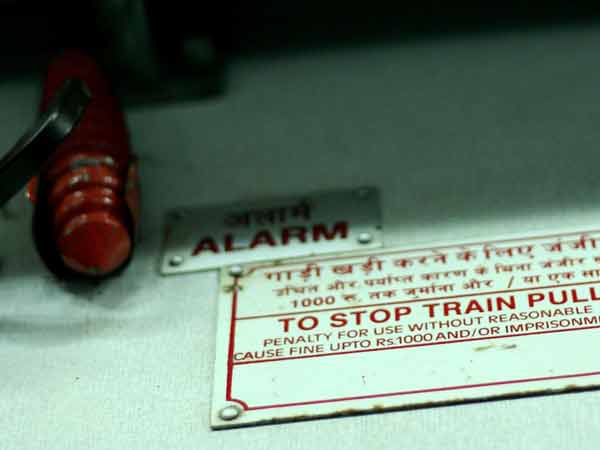 अलार्म
ALARM
गाड़ी खड़ी करने के लिए जंजी
उचित और पर्याप्त कारण के बिना जंजीर
1000 रु. तक जुर्माना और / या एक सा
TO STOP TRAIN PULL
PENALTY FOR USE WITHOUT REASONABLE
CAUSE FINE UPTO Rs.1000 AND/OR IMPRISONM